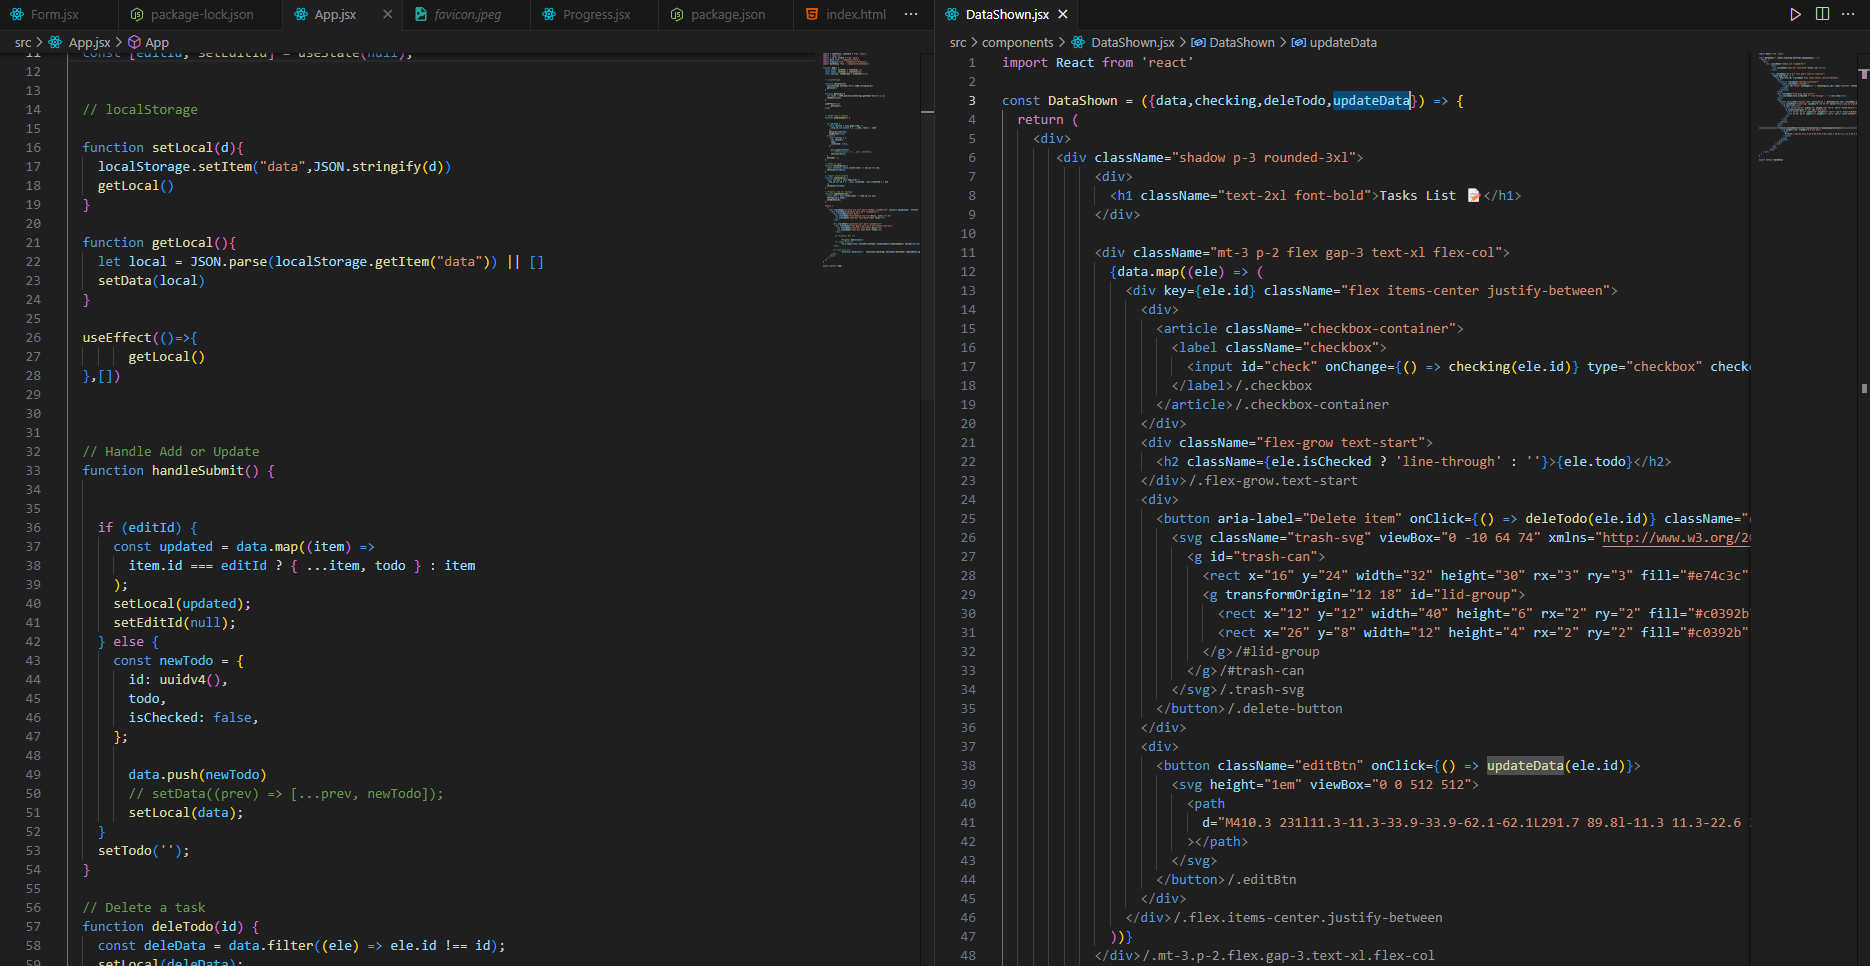 Form.jsx
package-lock.json
App.jsx
favicon.jpeg
Progress.jsx
package.json
index.html
src > App.jsx > App
11 const [editId, setEditId] = useState(null);
12
13
14 // localStorage
15
16 function setLocal(d){
17 localStorage.setItem("data",JSON.stringify(d))
18 getLocal()
19 }
20
21 function getLocal(){
22 let local = JSON.parse(localStorage.getItem("data")) || []
23 setData(local)
24 }
25
26 useEffect(()=>{
27 getLocal()
28 },[])
29
30
31
32 // Handle Add or Update
33 function handleSubmit() {
34
35
36 if (editId) {
37 const updated = data.map((item) =>
38 item.id === editId ? { ...item, todo } : item
39 );
40 setLocal(updated);
41 setEditId(null);
42 } else {
43 const newTodo = {
44 id: uuidv4(),
45 todo,
46 isChecked: false,
47 };
48
49 data.push(newTodo)
50 // setData((prev) => [...prev, newTodo]);
51 setLocal(data);
52 }
53 setTodo('');
54 }
55
56 // Delete a task
57 function deleTodo(id) {
58 const deleData = data.filter((ele) => ele.id !== id);
59 setLocal(deleData);
DataShown.jsx
src > components > DataShown.jsx > DataShown > updateData
1 import React from 'react'
2
3 const DataShown = ({data,checking,deleTodo,updateData}) => {
4 return (
5 <div>
6 <div className="shadow p-3 rounded-3xl">
7 <div>
8 <h1 className="text-2xl font-bold">Tasks List 📝</h1>
9 </div>
10
11 <div className="mt-3 p-2 flex gap-3 text-xl flex-col">
12 {data.map((ele) => (
13 <div key={ele.id} className="flex items-center justify-between">
14 <div>
15 <article className="checkbox-container">
16 <label className="checkbox">
17 <input id="check" onChange={() => checking(ele.id)} type="checkbox"
18 </label>/.checkbox
19 </article>/.checkbox-container
20 </div>
21 <div className="flex-grow text-start">
22 <h2 className={ele.isChecked ? 'line-through' : ''}>{ele.todo}</h2>
23 </div>/.flex-grow.text-start
24 <div>
25 <button aria-label="Delete item" onClick={() => deleTodo(ele.id)} className="
26 <svg className="trash-svg" viewBox="0 -10 64 74" xmlns="http://www.w3.org/20
27 <g id="trash-can">
28 <rect x="16" y="24" width="32" height="30" rx="3" ry="3" fill="#e74c3c"
29 <g transformOrigin="12 18" id="lid-group">
30 <rect x="12" y="12" width="40" height="6" rx="2" ry="2" fill="#c0392b
31 <rect x="26" y="8" width="12" height="4" rx="2" ry="2" fill="#c0392b"
32 </g>/#lid-group
33 </g>/#trash-can
34 </svg>/.trash-svg
35 </button>/.delete-button
36 </div>
37 <div>
38 <button className="editBtn" onClick={() => updateData(ele.id)}>
39 <svg height="1em" viewBox="0 0 512 512">
40 <path
41 d="M410.3 231l11.3-11.3-33.9-33.9-62.1-62.1L291.7 89.8l-11.3 11.3-22.6
42 ></path>
43 </svg>
44 </button>/.editBtn
45 </div>
46 </div>/.flex.items-center.justify-between
47 ))}
48 </div>/.mt-3.p-2.flex.gap-3.text-xl.flex-col